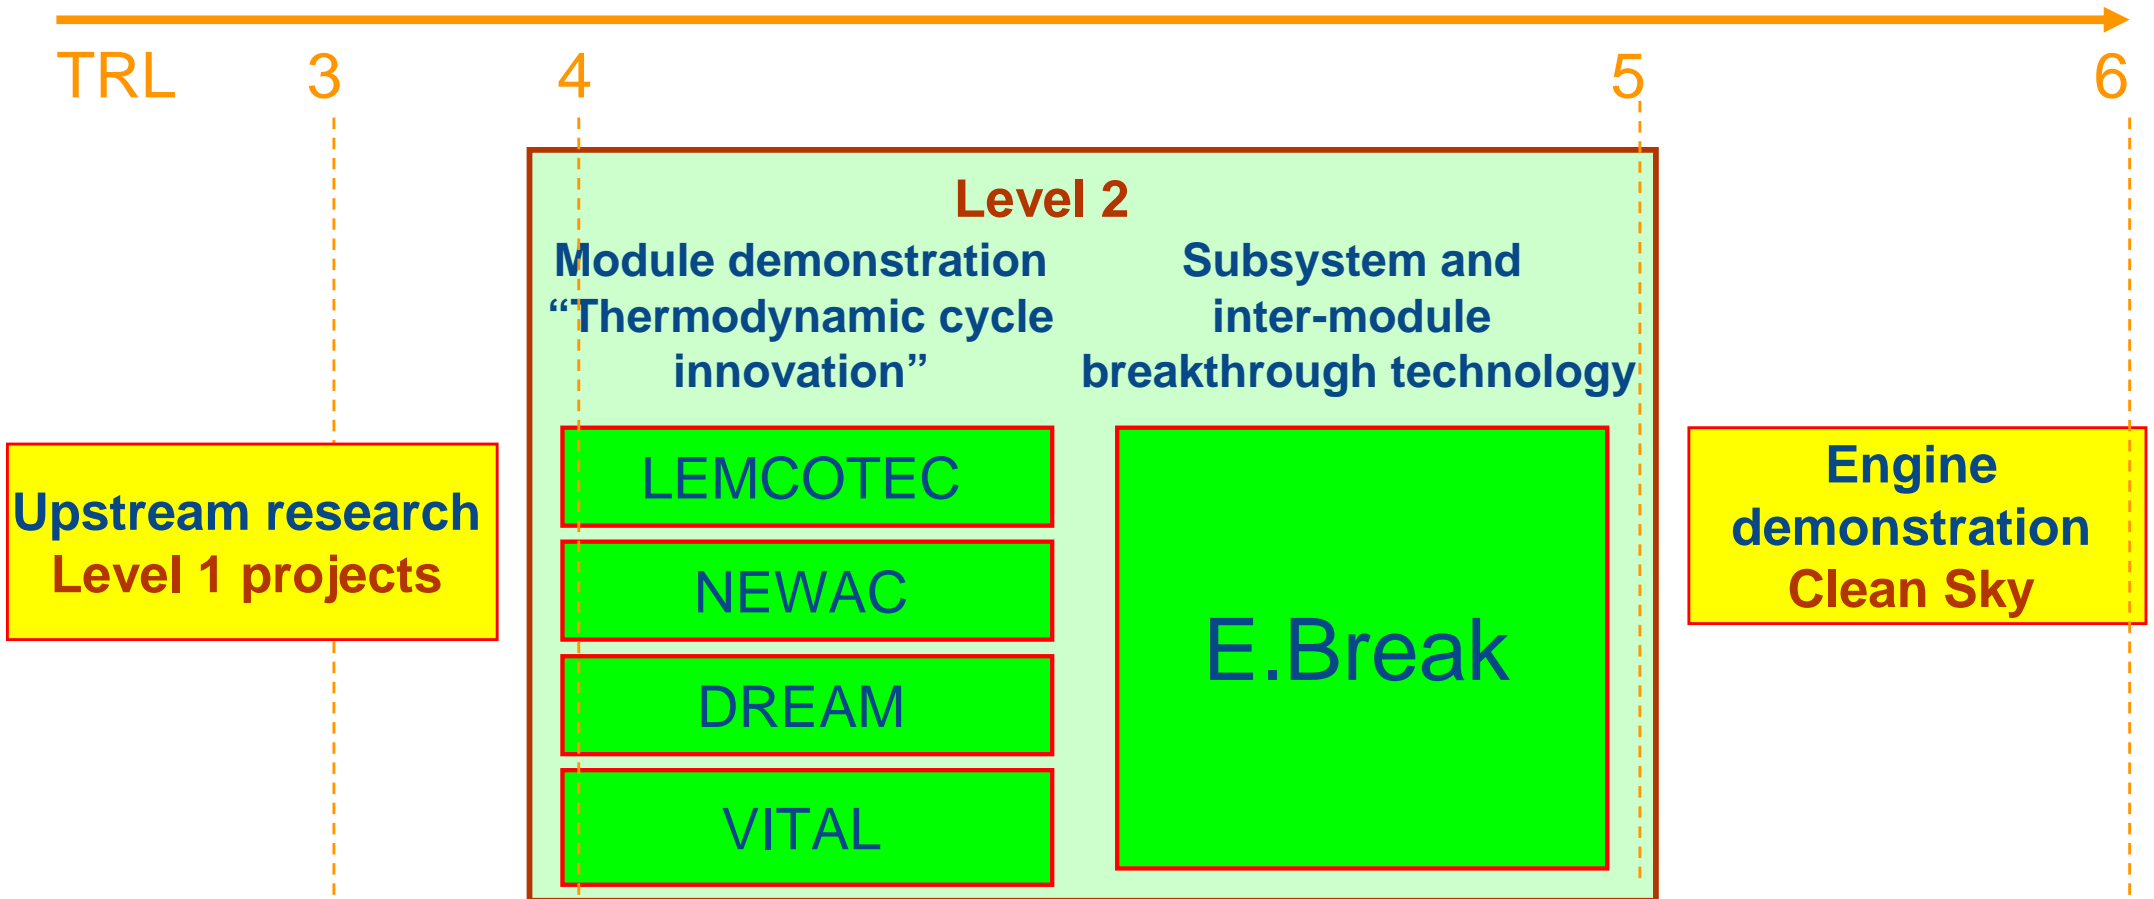 TRL 3 4 5 6
Level 2
Module demonstration
“Thermodynamic cycle
innovation”
Subsystem and
inter-module
breakthrough technology
Upstream research
Level 1 projects
LEMCOTEC
NEWAC
DREAM
VITAL
E.Break
Engine
demonstration
Clean Sky